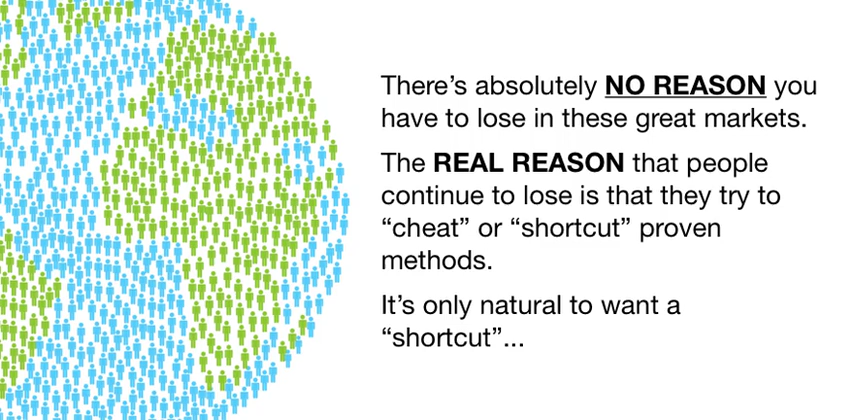 There’s absolutely NO REASON you
have to lose in these great markets.
The REAL REASON that people
continue to lose is that they try to
“cheat” or “shortcut” proven
methods.
It’s only natural to want a
“shortcut”...